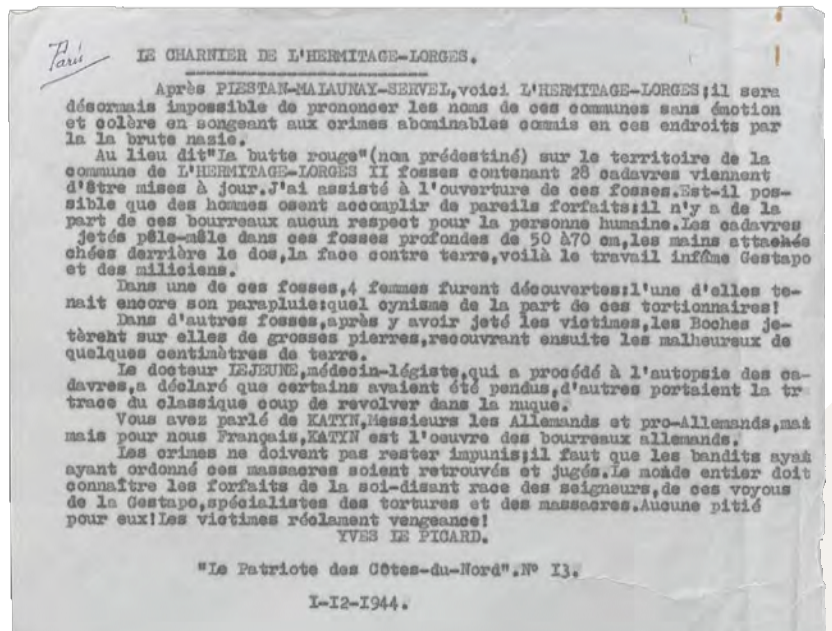 Paris
LE CHARNIER DE L'HERMITAGE-LORGES.
Après PIESTAN-MALAUNAY-SERVEL,voici L'HERMITAGE-LORGES;il sera
désormais impossible de prononcer les noms de ces communes sans émotion
et colère en songeant aux crimes abominables commis en ces endroits par
la la brute nazie.
Au lieu dit"La butte rouge"(nom prédestiné) sur le territoire de la
commune de L'HERMITAGE-LORGES II fosses contenant 28 cadavres viennent
d'être mises à jour.J'ai assisté à l'ouverture de ces fosses.Est-il pos-
sible que des hommes osent accomplir de pareils forfaits:il n'y a de la
part de ces bourreaux aucun respect pour la personne humaine.Les cadavres
jetés pêle-mêle dans ces fosses profondes de 50 à70 cm,les mains attachés
chées derrière le dos,la face contre terre,voilà le travail infâme Gestapo
et des miliciens.
Dans une de ces fosses,4 femmes furent découvertes:l'une d'elles te-
nait encore son parapluie:quel cynisme de la part de ces tortionnaires!
Dans d'autres fosses,après y avoir jeté les victimes,les Boches je-
tèrent sur elles de grosses pierres,recouvrant ensuite les malheureux de
quelques centimètres de terre.
Le docteur LEJEUNE,médecin-légiste,qui a procédé à l'autopsie des ca-
davres,a déclaré que certains avaient été pendus,d'autres portaient la tr
trace du classique coup de revolver dans la nuque.
Vous avez parlé de KATYN,Messieurs les Allemands et pro-Allemands,mai
mais pour nous Français,KATYN est l'oeuvre des bourreaux allemands.
Les crimes ne doivent pas rester impunis;il faut que les bandits ayan
ayant ordonné ces massacres soient retrouvés et jugés.Le monde entier doit
connaître les forfaits de la soi-disant race des seigneurs,de ces voyous
de la Gestapo,spécialistes des tortures et des massacres.Aucune pitié
pour eux!Les victimes réclament vengeance!
YVES LE PICARD.
"Le Patriote des Côtes-du-Nord".N° I3.
I-I2-I944.